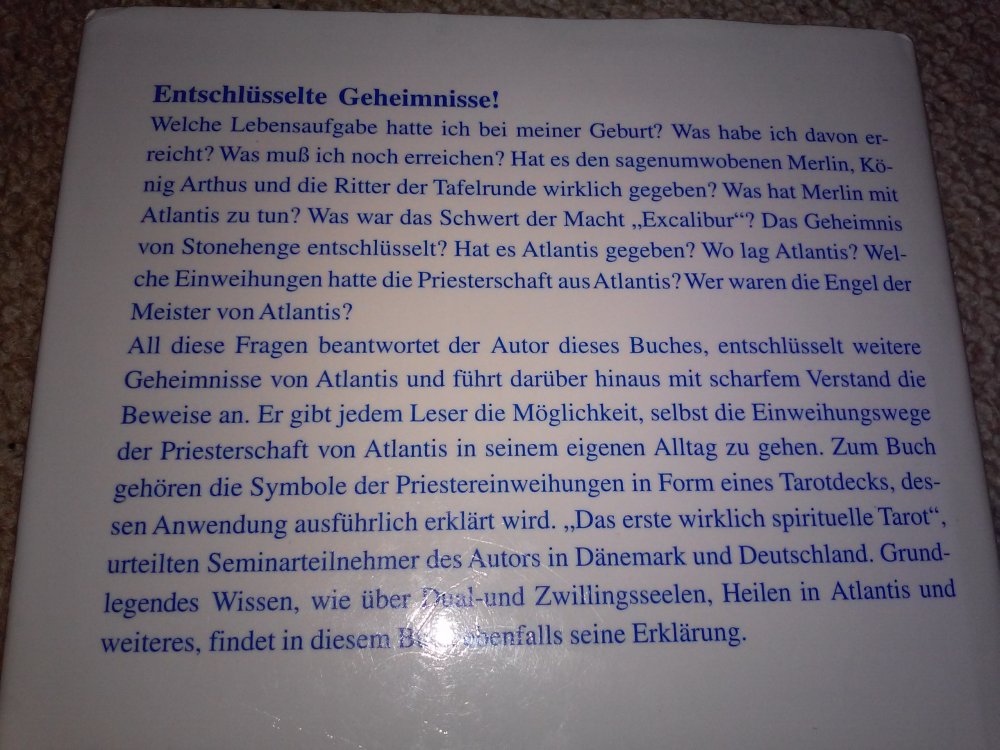 Entschlüsselte Geheimnisse!
Welche Lebensaufgabe hatte ich bei meiner Geburt? Was habe ich davon er-
reicht? Was muß ich noch erreichen? Hat es den sagenumwobenen Merlin, Kö-
nig Arthus und die Ritter der Tafelrunde wirklich gegeben? Was hat Merlin mit
Atlantis zu tun? Was war das Schwert der Macht „Excalibur“? Das Geheimnis
von Stonehenge entschlüsselt? Hat es Atlantis gegeben? Wo lag Atlantis? Wel-
che Einweihungen hatte die Priesterschaft aus Atlantis? Wer waren die Engel der
Meister von Atlantis?
All diese Fragen beantwortet der Autor dieses Buches, entschlüsselt weitere
Geheimnisse von Atlantis und führt darüber hinaus mit scharfem Verstand die
Beweise an. Er gibt jedem Leser die Möglichkeit, selbst die Einweihungswege
der Priesterschaft von Atlantis in seinem eigenen Alltag zu gehen. Zum Buch
gehören die Symbole der Priestereinweihungen in Form eines Tarotdecks, des-
sen Anwendung ausführlich erklärt wird. „Das erste wirklich spirituelle Tarot“,
urteilten Seminarteilnehmer des Autors in Dänemark und Deutschland. Grund-
legendes Wissen, wie über Dual-und Zwillingsseelen, Heilen in Atlantis und
weiteres, findet in diesem Buch ebenfalls seine Erklärung.